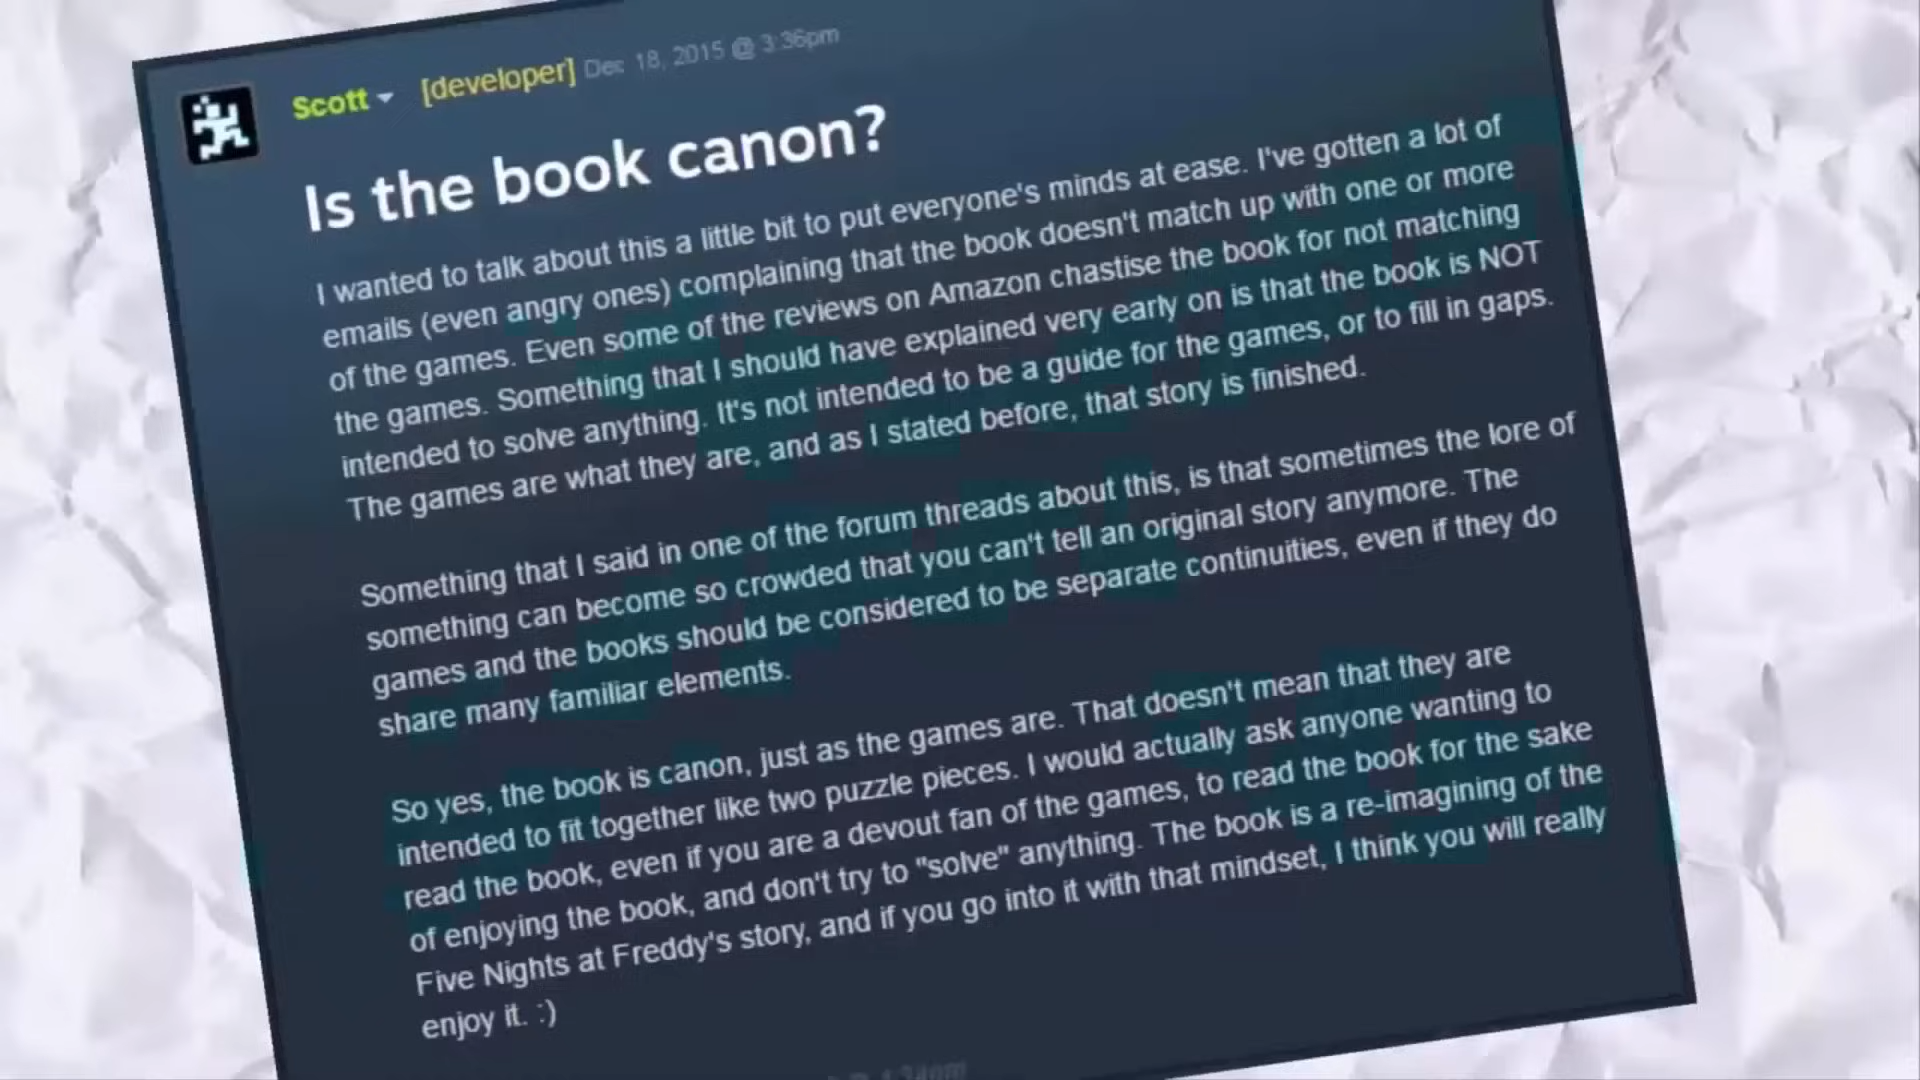 Scott [developer] Dec 18, 2015 @ 3:36pm
Is the book canon?
I wanted to talk about this a little bit to put everyone's minds at ease. I've gotten a lot of
emails (even angry ones) complaining that the book doesn't match up with one or more
of the games. Even some of the reviews on Amazon chastise the book for not matching
the games. Something that I should have explained very early on is that the book is NOT
intended to solve anything. It's not intended to be a guide for the games, or to fill in gaps.
The games are what they are, and as I stated before, that story is finished.
Something that I said in one of the forum threads about this, is that sometimes the lore of
something can become so crowded that you can't tell an original story anymore. The
games and the books should be considered to be separate continuities, even if they do
share many familiar elements.
So yes, the book is canon, just as the games are. That doesn't mean that they are
intended to fit together like two puzzle pieces. I would actually ask anyone wanting to
read the book, even if you are a devout fan of the games, to read the book for the sake
of enjoying the book, and don't try to "solve" anything. The book is a re-imagining of the
Five Nights at Freddy's story, and if you go into it with that mindset, I think you will really
enjoy it. :)